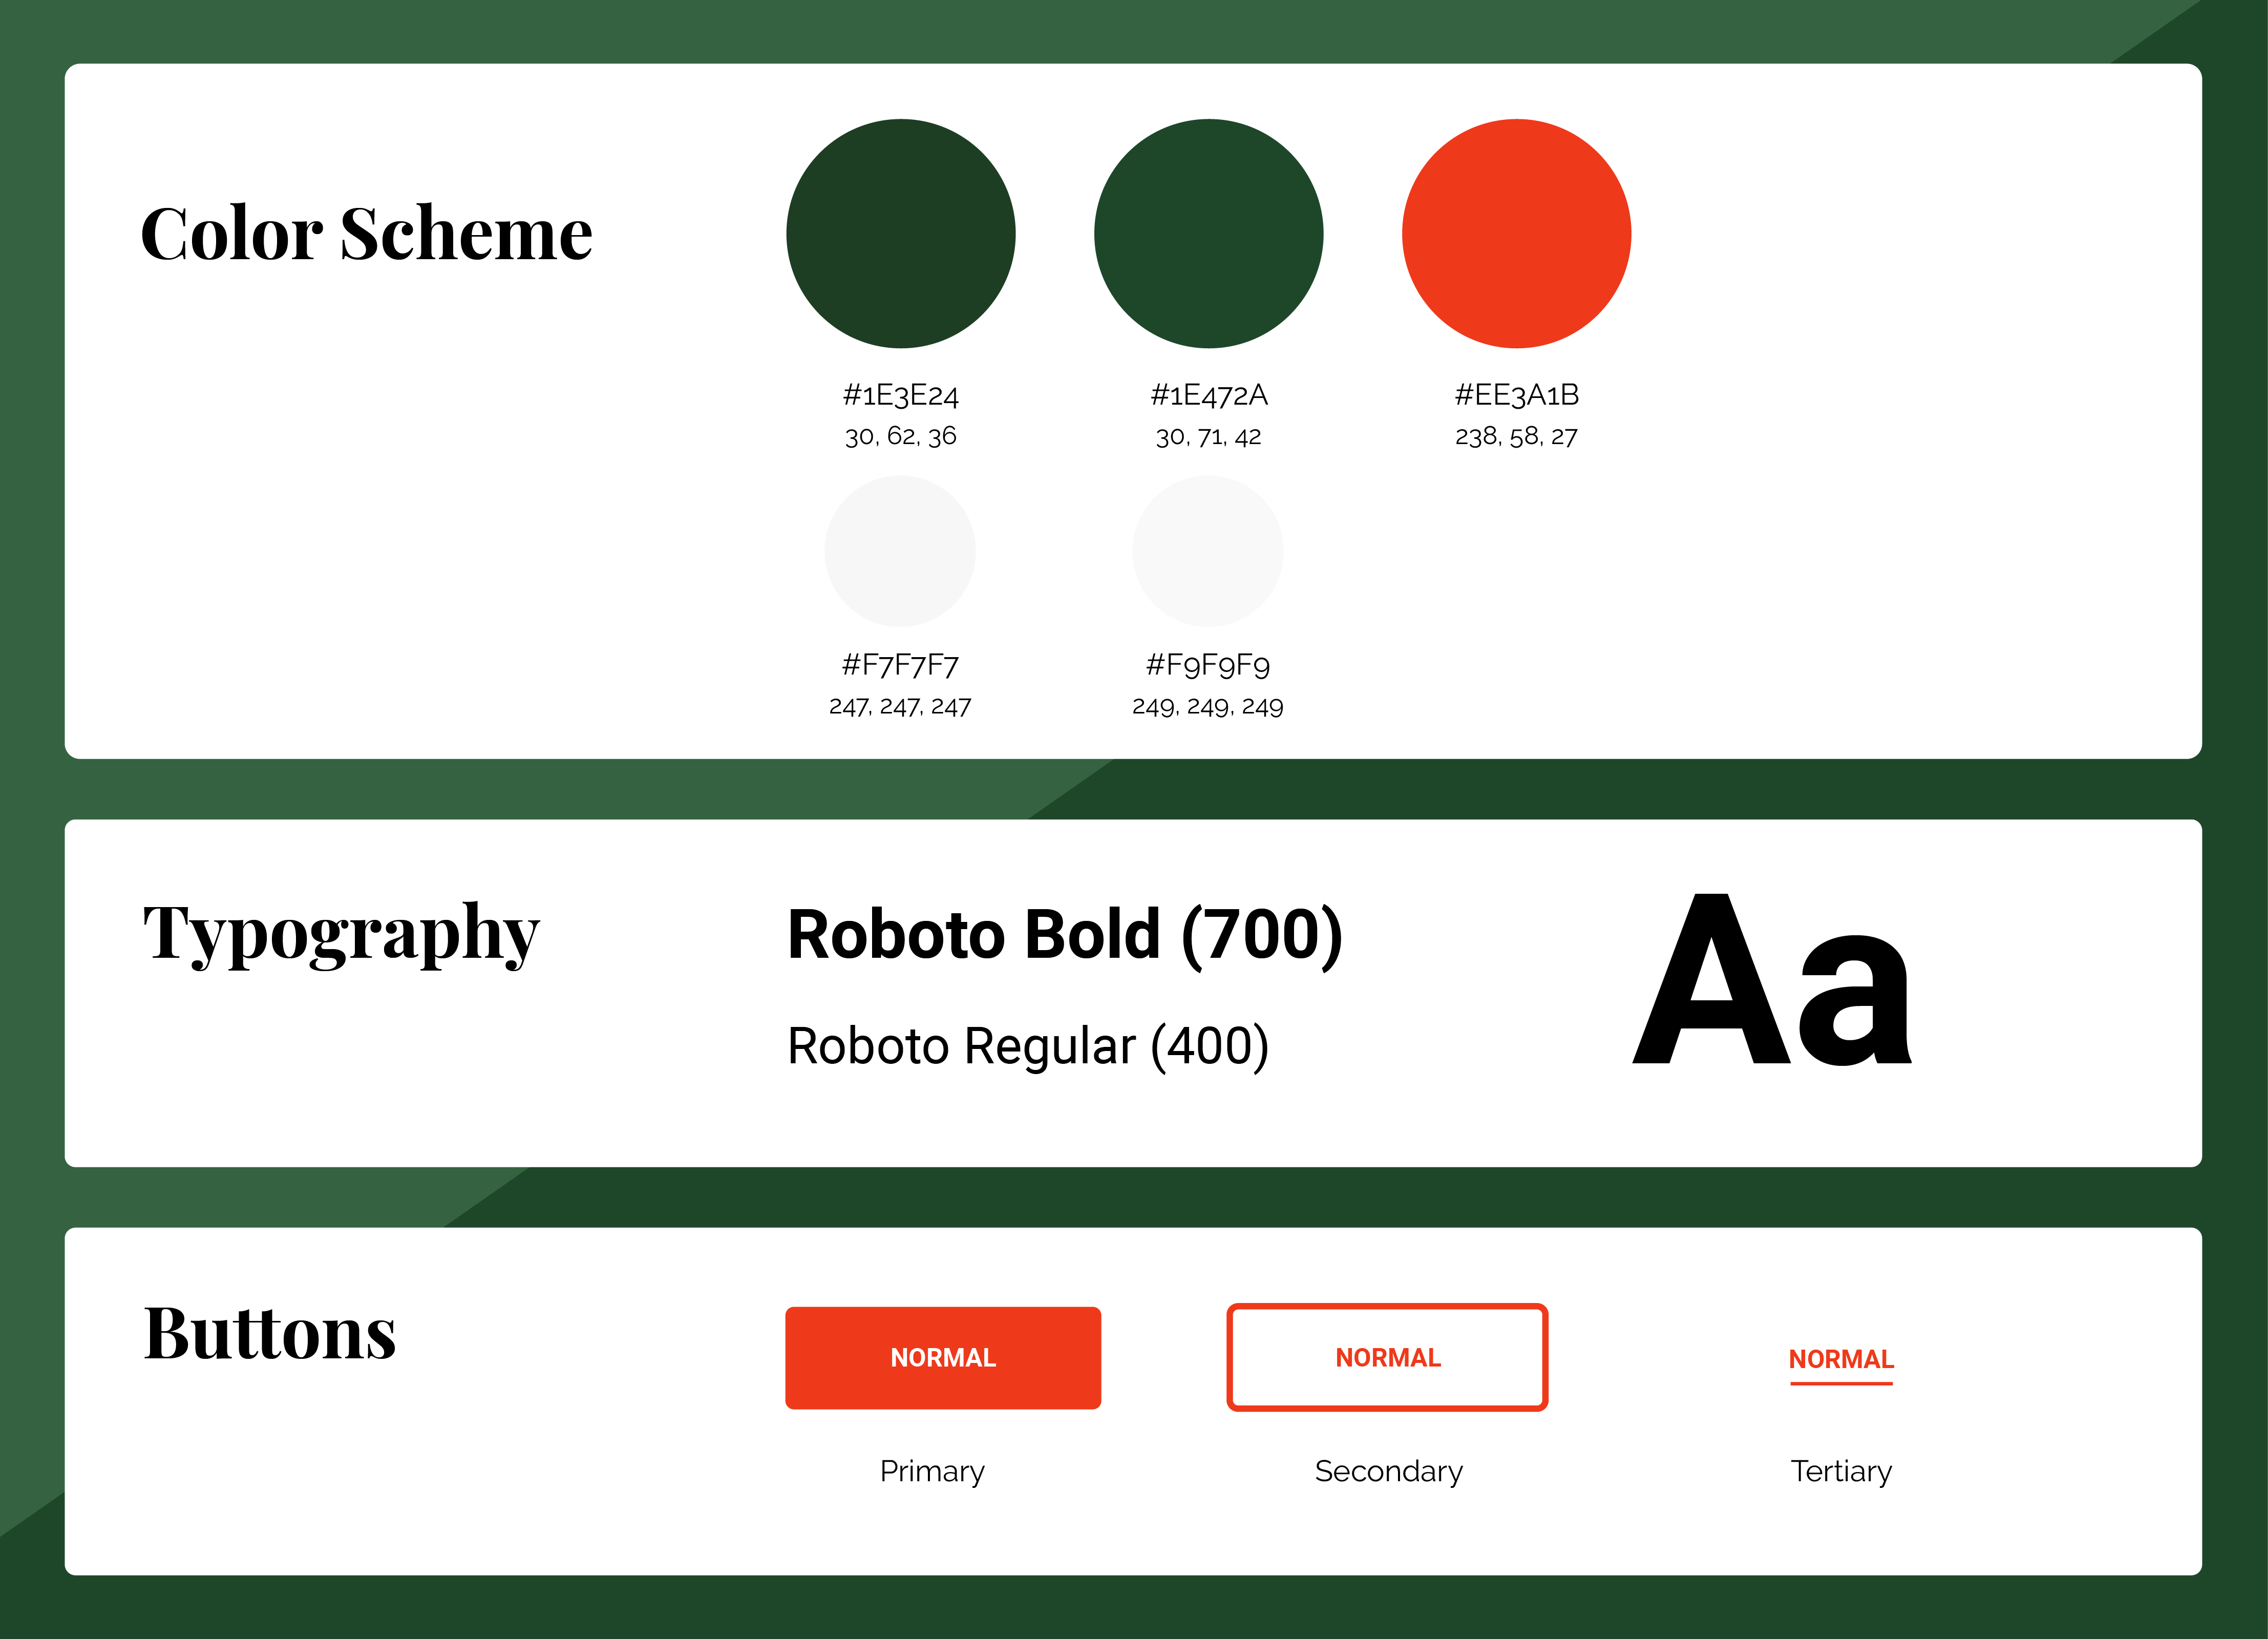 Color Scheme
#1E3E24
30, 62, 36
#1E472A
30, 71, 42
#EE3A1B
238, 58, 27
#F7F7F7
247, 247, 247
#F9F9F9
249, 249, 249
Typography
Roboto Bold (700)
Roboto Regular (400)
Aa
Buttons
NORMAL
Primary
NORMAL
Secondary
NORMAL
Tertiary